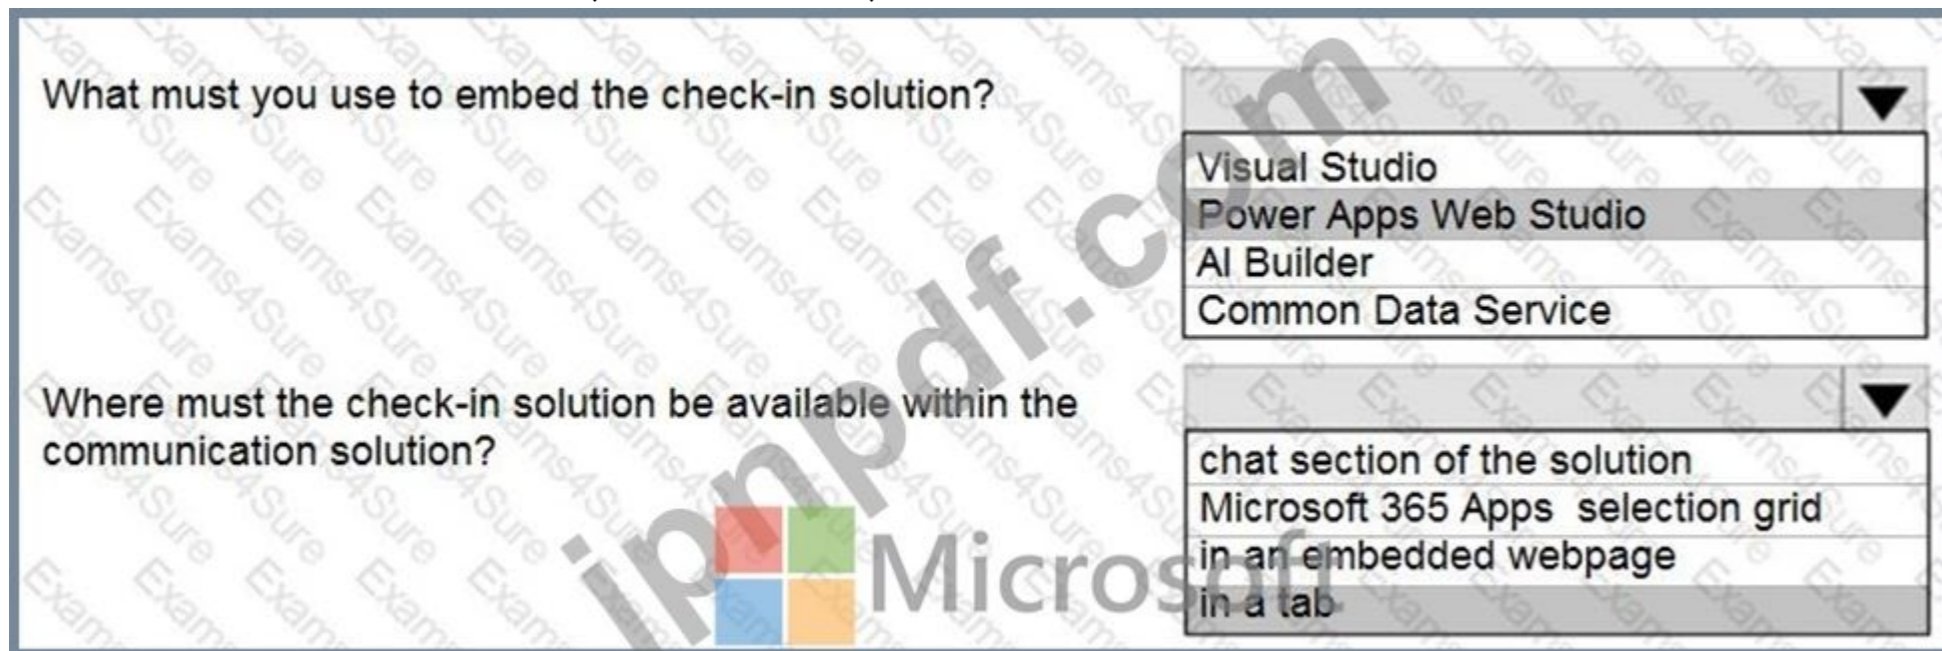 What must you use to embed the check-in solution?
Visual Studio
Power Apps Web Studio
AI Builder
Common Data Service
Where must the check-in solution be available within the
communication solution?
chat section of the solution
Microsoft 365 Apps selection grid
in an embedded webpage
in a tab
Microsoft
jpnpdf.com
Exams4Sure